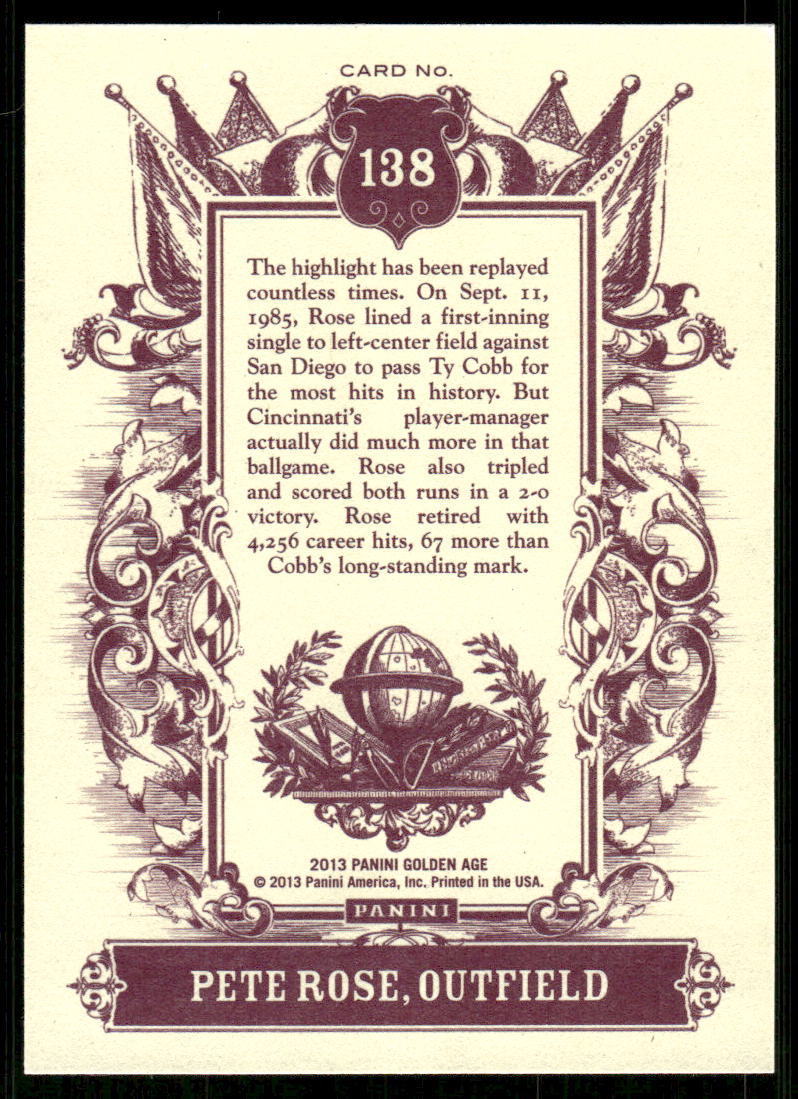 CARD No.
138
The highlight has been replayed
countless times. On Sept. 11,
1985, Rose lined a first-inning
single to left-center field against
San Diego to pass Ty Cobb for
the most hits in history. But
Cincinnati's player-manager
actually did much more in that
ballgame. Rose also tripled
and scored both runs in a 2-0
victory. Rose retired with
4,256 career hits, 67 more than
Cobb's long-standing mark.
2013 PANINI GOLDEN AGE
© 2013 Panini America, Inc. Printed in the USA.
PANINI
PETE ROSE, OUTFIELD